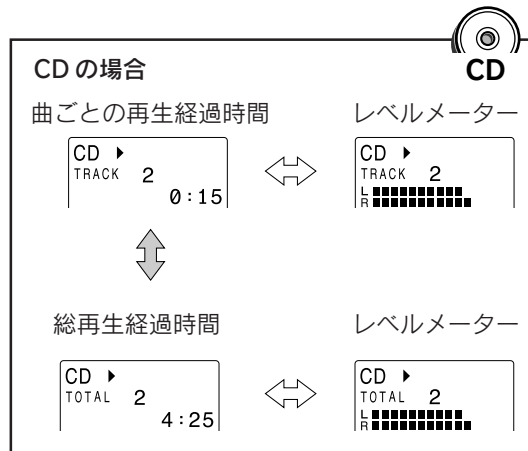 CD
CDの場合
曲ごとの再生経過時間
レベルメーター
CD
TRACK 2
0:15
CD
TRACK 2
L
R
総再生経過時間
レベルメーター
CD
TOTAL 2
4:25
CD
TOTAL 2
L
R